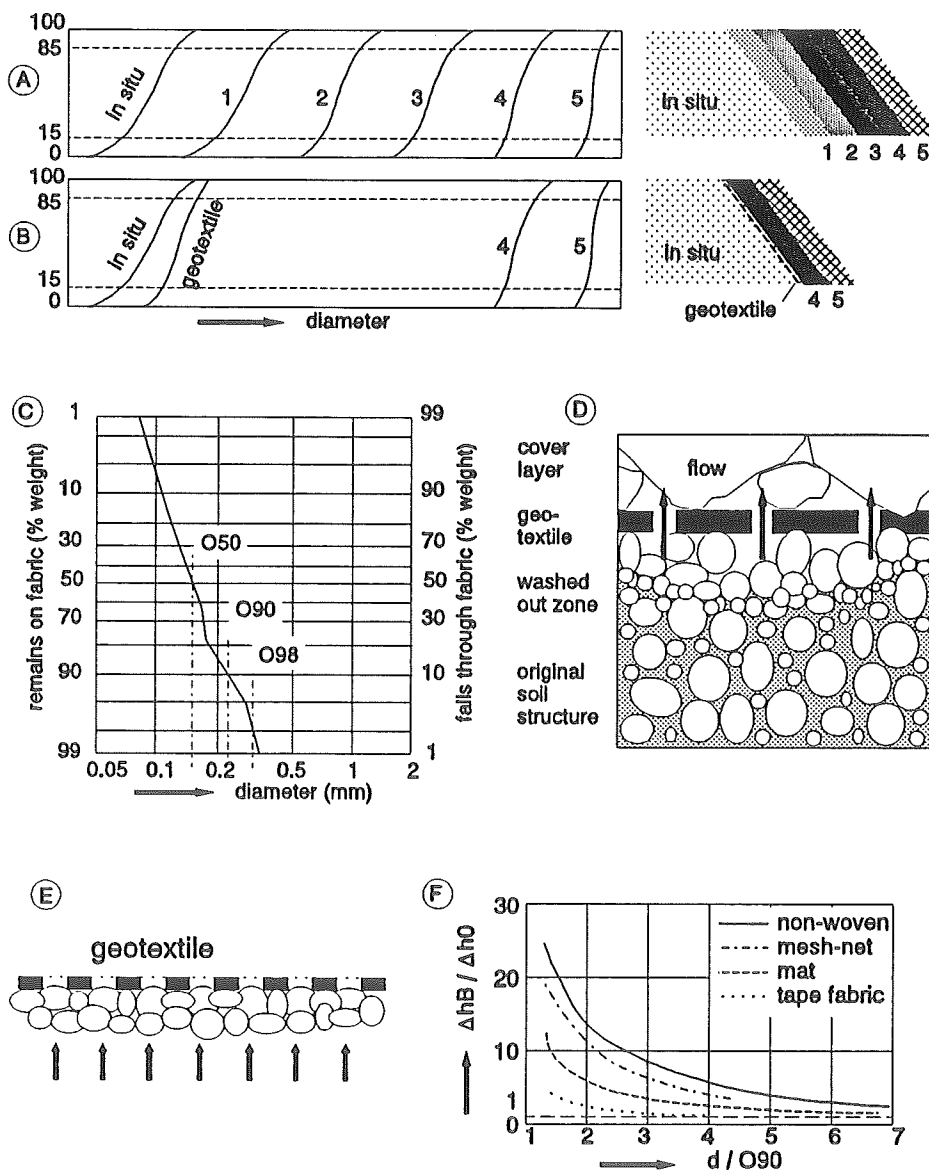 A
100
85
15
0
In situ
1
2
3
4
5
In situ
1 2 3 4 5
B
100
85
15
0
In situ
geotextile
4
5
In situ
geotextile
4 5
diameter
C
remains on fabric (% weight)
1
10
30
50
70
90
99
O50
O90
O98
99
90
70
50
30
10
1
falls through fabric (% weight)
0.05 0.1 0.2 0.5 1 2
diameter (mm)
D
cover
layer
flow
geo-
textile
washed
out zone
original
soil
structure
E
geotextile
F
ΔhB / Δh0
30
20
10
1
0
non-woven
mesh-net
mat
tape fabric
1 2 3 4 5 6 7
d / O90